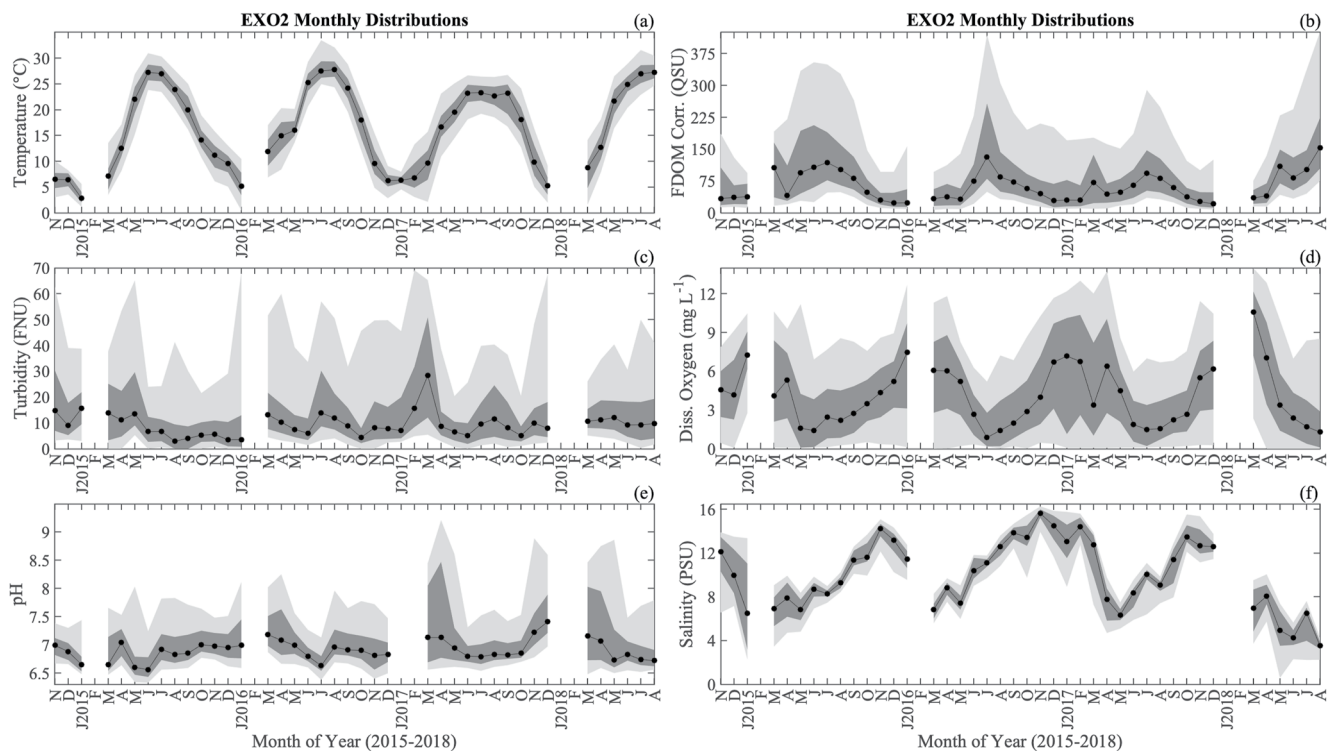 EXO2 Monthly Distributions
(a)
Temperature (°C)
30
25
20
15
10
5
0
N D J2015 F M A M J J A S O N D J2016 F M A M J J A S O N D J2017 F M A M J J A S O N D J2018 F M A M J J A
EXO2 Monthly Distributions
(b)
FDOM Corr. (QSU)
375
300
225
150
75
0
N D J2015 F M A M J J A S O N D J2016 F M A M J J A S O N D J2017 F M A M J J A S O N D J2018 F M A M J J A
(c)
Turbidity (FNU)
70
60
50
40
30
20
10
0
N D J2015 F M A M J J A S O N D J2016 F M A M J J A S O N D J2017 F M A M J J A S O N D J2018 F M A M J J A
(d)
Diss. Oxygen (mg L⁻¹)
12
9
6
3
0
N D J2015 F M A M J J A S O N D J2016 F M A M J J A S O N D J2017 F M A M J J A S O N D J2018 F M A M J J A
(e)
pH
9
8.5
8
7.5
7
6.5
N D J2015 F M A M J J A S O N D J2016 F M A M J J A S O N D J2017 F M A M J J A S O N D J2018 F M A M J J A
Month of Year (2015-2018)
(f)
Salinity (PSU)
16
12
8
4
0
N D J2015 F M A M J J A S O N D J2016 F M A M J J A S O N D J2017 F M A M J J A S O N D J2018 F M A M J J A
Month of Year (2015-2018)